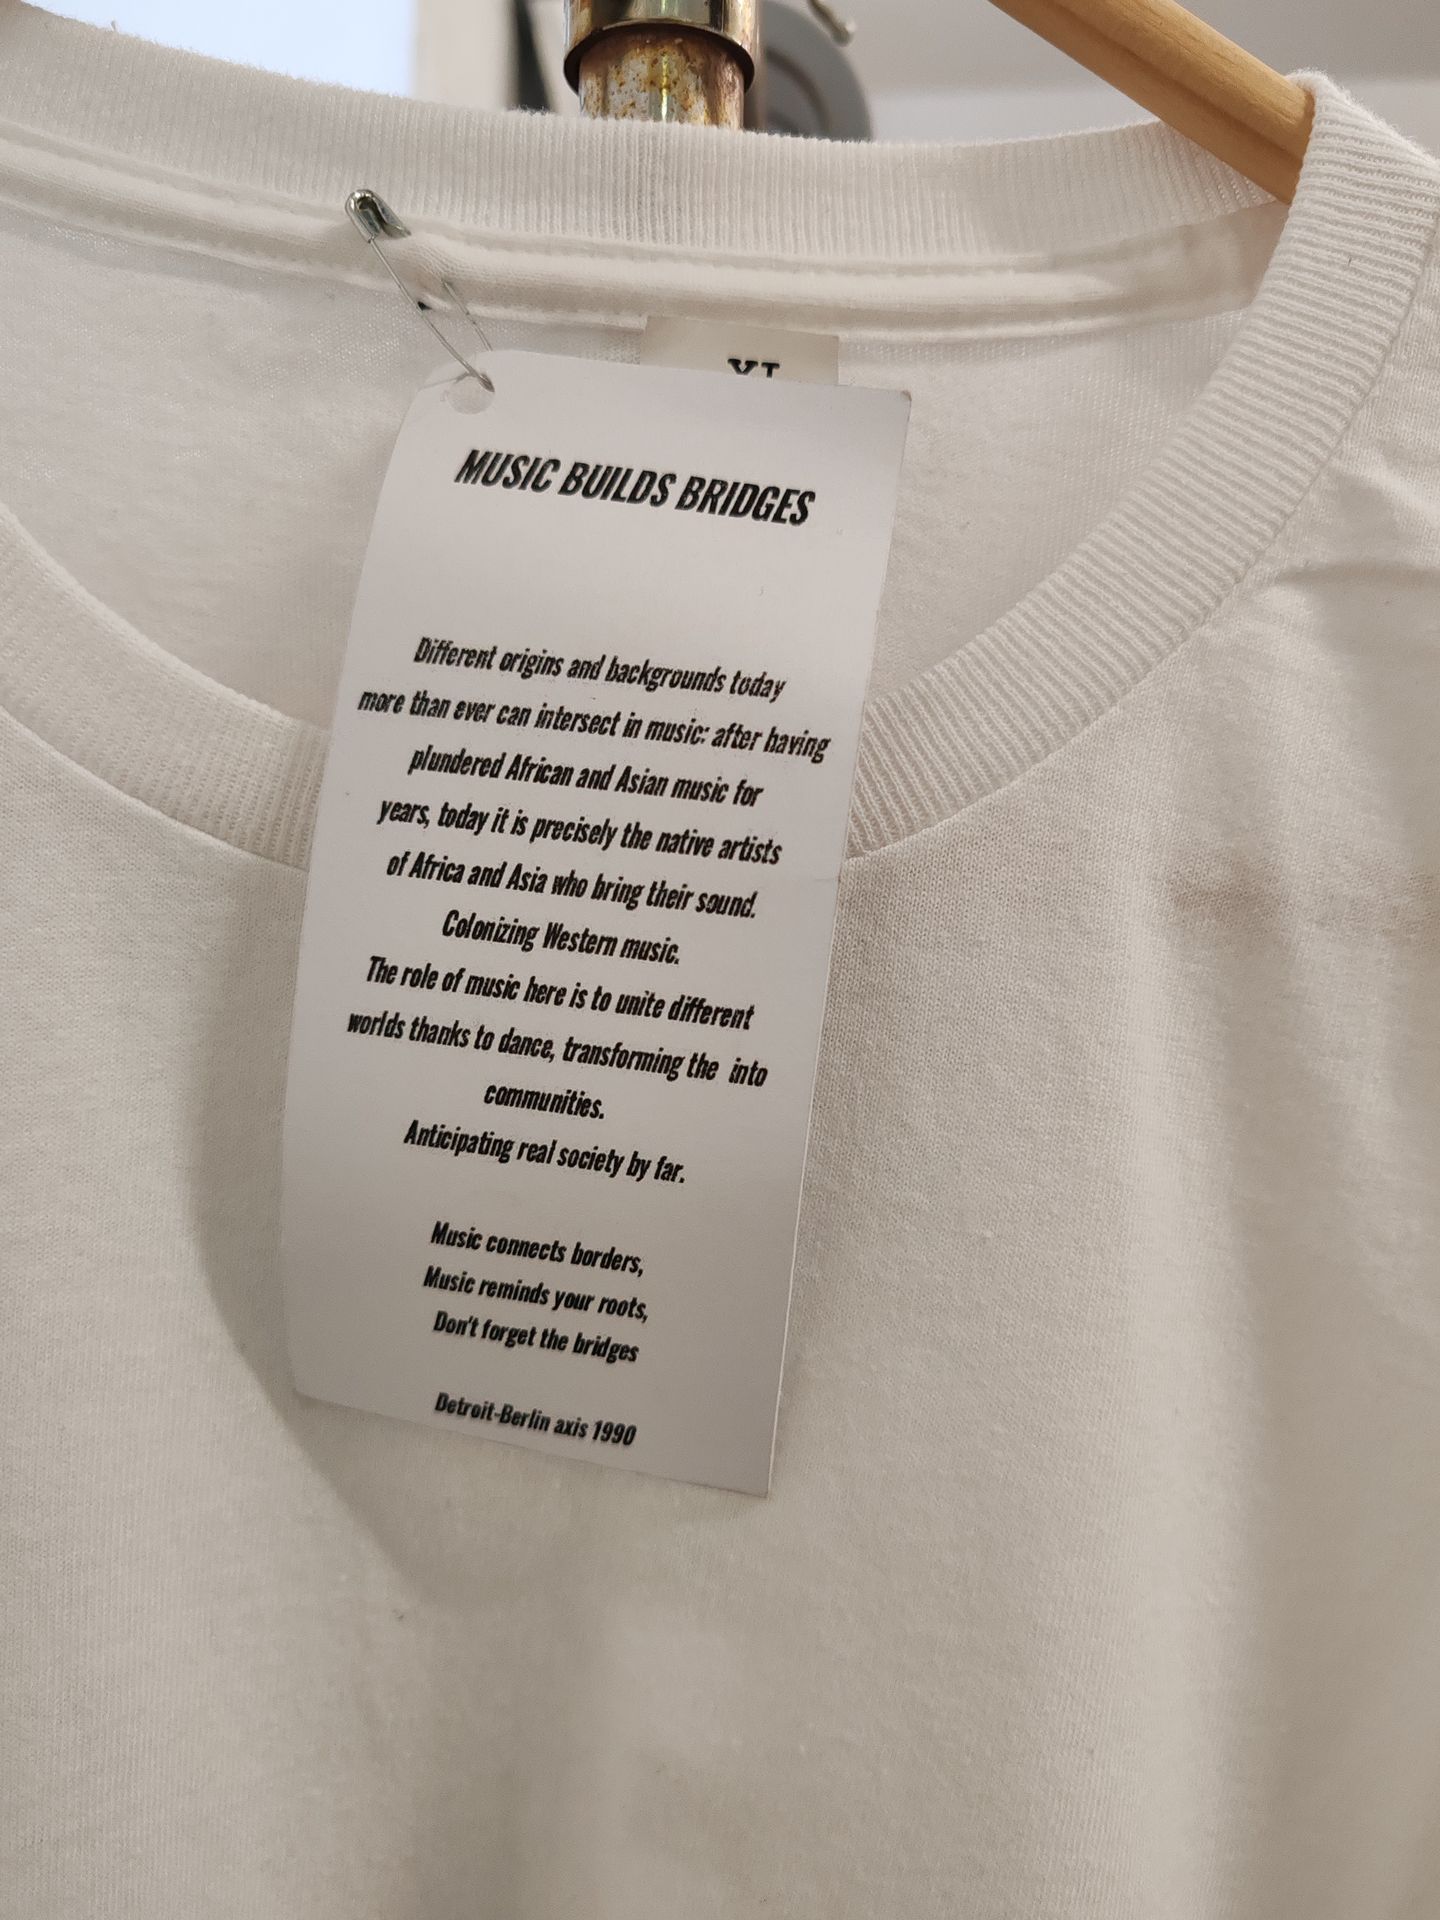 XL
MUSIC BUILDS BRIDGES
Different origins and backgrounds today
more than ever can intersect in music: after having
plundered African and Asian music for
years, today it is precisely the native artists
of Africa and Asia who bring their sound.
Colonizing Western music.
The role of music here is to unite different
worlds thanks to dance, transforming the into
communities.
Anticipating real society by far.
Music connects borders,
Music reminds your roots,
Don't forget the bridges
Detroit-Berlin axis 1990